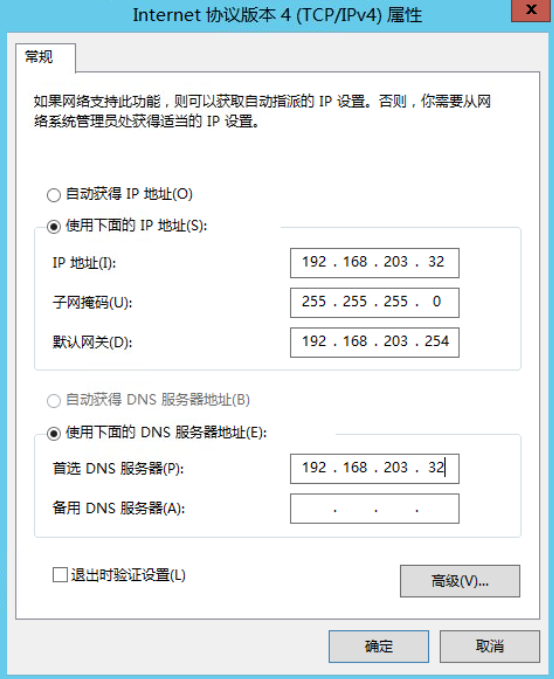 Internet 协议版本 4 (TCP/IPv4) 属性
x
常规
如果网络支持此功能，则可以获取自动指派的 IP 设置。否则，你需要从网
络系统管理员处获得适当的 IP 设置。
自动获得 IP 地址(O)
使用下面的 IP 地址(S):
IP 地址(I): 192 . 168 . 203 . 32
子网掩码(U): 255 . 255 . 255 . 0
默认网关(D): 192 . 168 . 203 . 254
自动获得 DNS 服务器地址(B)
使用下面的 DNS 服务器地址(E):
首选 DNS 服务器(P): 192 . 168 . 203 . 32
备用 DNS 服务器(A): . . .
退出时验证设置(L)
高级(V)...
确定 取消